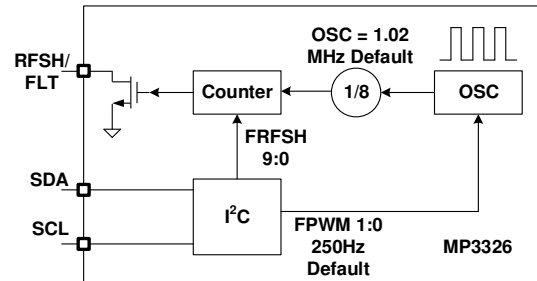 OSC = 1.02
MHz Default
RFSH/
FLT
Counter
1/8
OSC
FRFSH
9:0
SDA
I²C
SCL
FPWM 1:0
250Hz
Default
MP3326